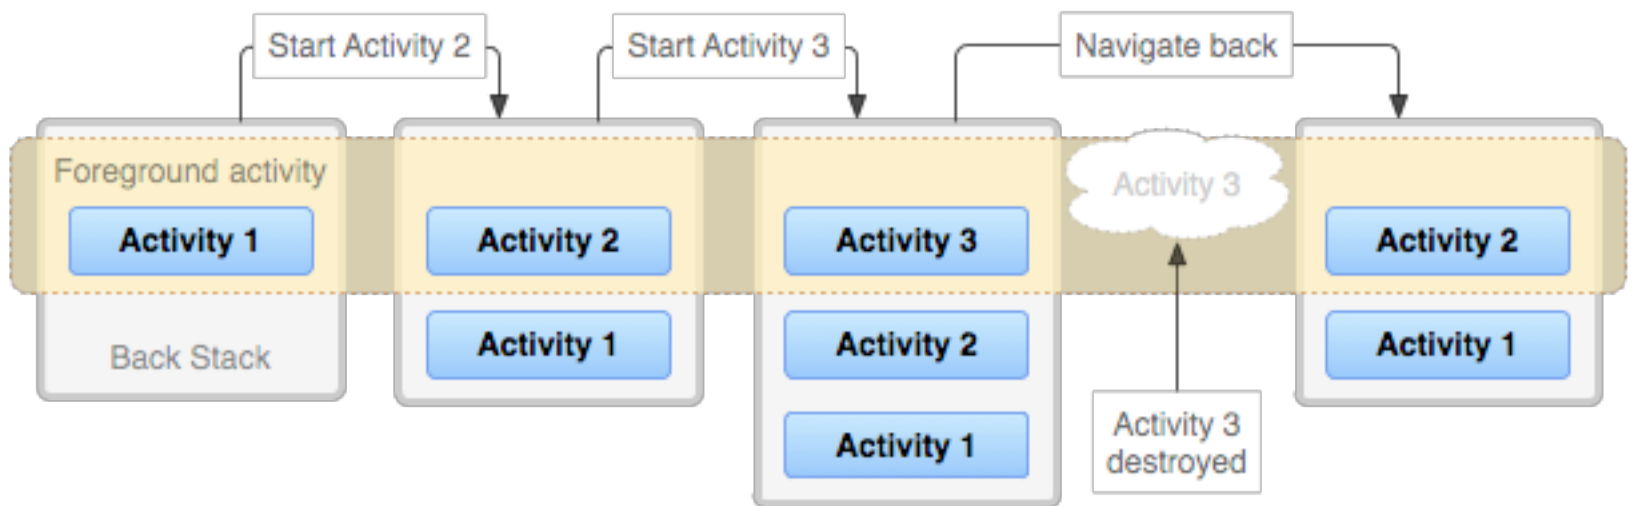 Start Activity 2
Start Activity 3
Navigate back
Foreground activity
Activity 1
Back Stack
Activity 2
Activity 1
Activity 3
Activity 2
Activity 1
Activity 3
Activity 3
destroyed
Activity 2
Activity 1